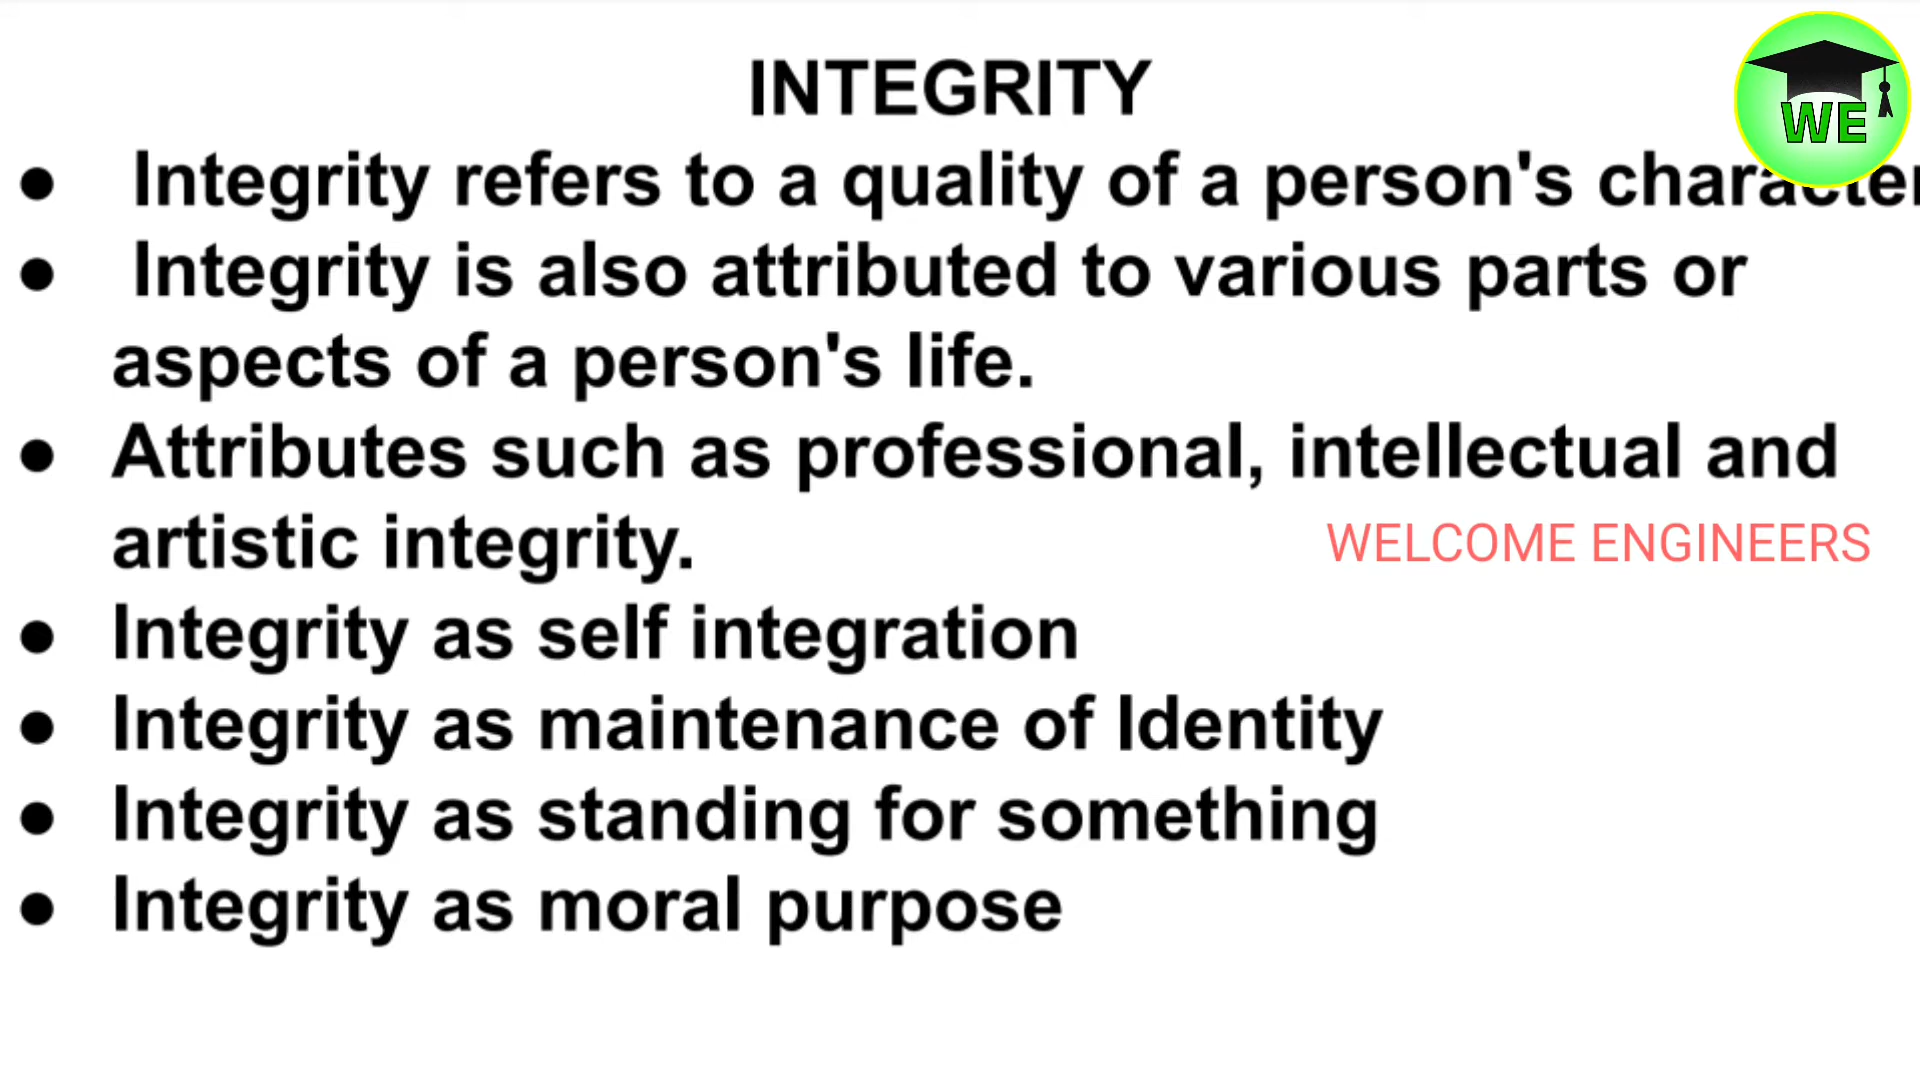 INTEGRITY
WE
● Integrity refers to a quality of a person's character
● Integrity is also attributed to various parts or
aspects of a person's life.
● Attributes such as professional, intellectual and
artistic integrity.
WELCOME ENGINEERS
● Integrity as self integration
● Integrity as maintenance of Identity
● Integrity as standing for something
● Integrity as moral purpose